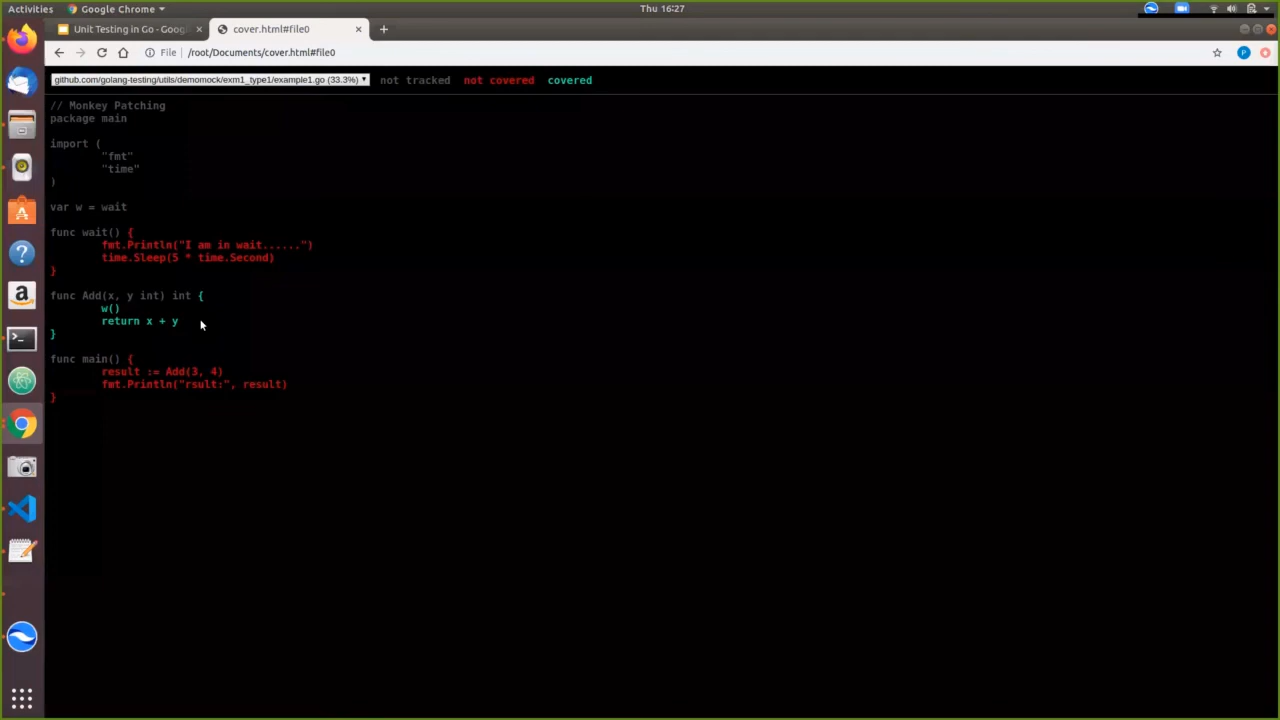 Activities Google Chrome Thu 16:27
Unit Testing in Go - Goog cover.html#file0
File /root/Documents/cover.html#file0 P
github.com/golang-testing/utils/demomock/exm1_type1/example1.go (33.3%) not tracked not covered covered
// Monkey Patching
package main
import (
"fmt"
"time"
)
var w = wait
func wait() {
fmt.Println("I am in wait......")
time.Sleep(5 * time.Second)
}
func Add(x, y int) int {
w()
return x + y
}
func main() {
result := Add(3, 4)
fmt.Println("rsult:", result)
}